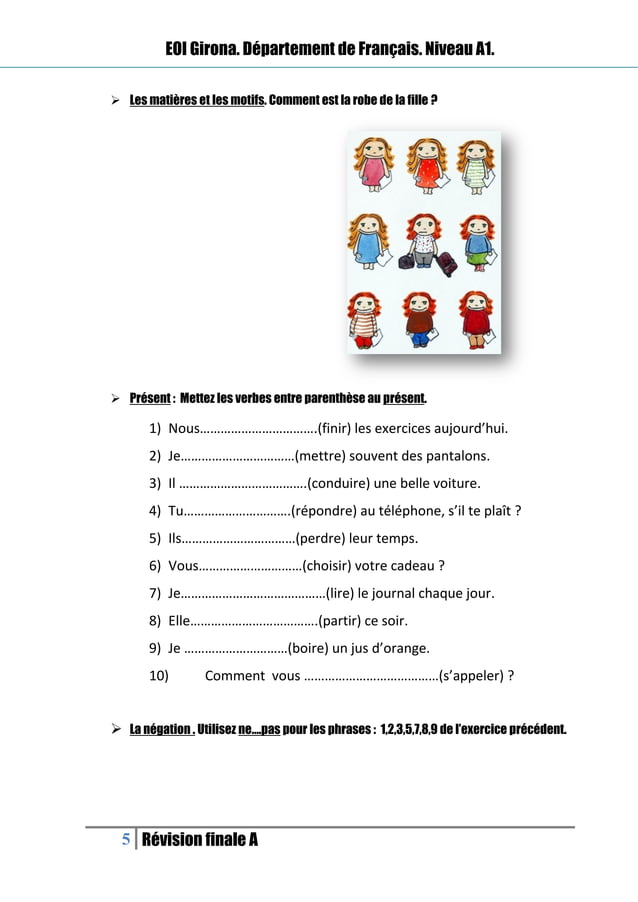 EOI Girona. Département de Français. Niveau A1.
➢ Les matières et les motifs. Comment est la robe de la fille ?
➢ Présent : Mettez les verbes entre parenthèse au présent.
1) Nous…………………………….(finir) les exercices aujourd’hui.
2) Je……………………………(mettre) souvent des pantalons.
3) Il ……………………………….(conduire) une belle voiture.
4) Tu………………………….(répondre) au téléphone, s’il te plaît ?
5) Ils……………………………(perdre) leur temps.
6) Vous…………………………(choisir) votre cadeau ?
7) Je……………………………………(lire) le journal chaque jour.
8) Elle……………………………….(partir) ce soir.
9) Je …………………………(boire) un jus d’orange.
10) Comment vous …………………………………(s’appeler) ?
➢ La négation . Utilisez ne….pas pour les phrases : 1,2,3,5,7,8,9 de l’exercice précédent.
5 Révision finale A